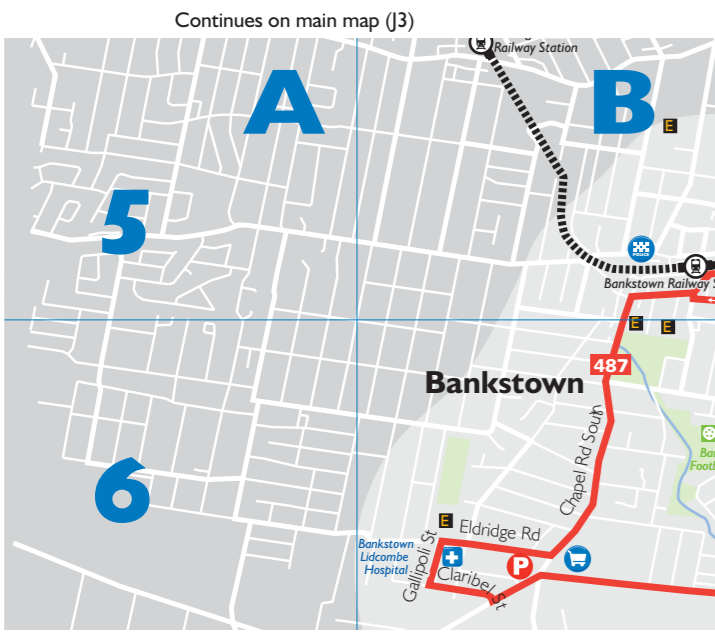 Continues on main map (J3)
Railway Station
A
B
E
5
POLICE
Bankstown Railway S
E
E
487
Bankstown
Chapel Rd South
6
Ban
Footb
E
Eldridge Rd
Bankstown
Lidcombe
Hospital
Gallipoli St
P
Claribel St